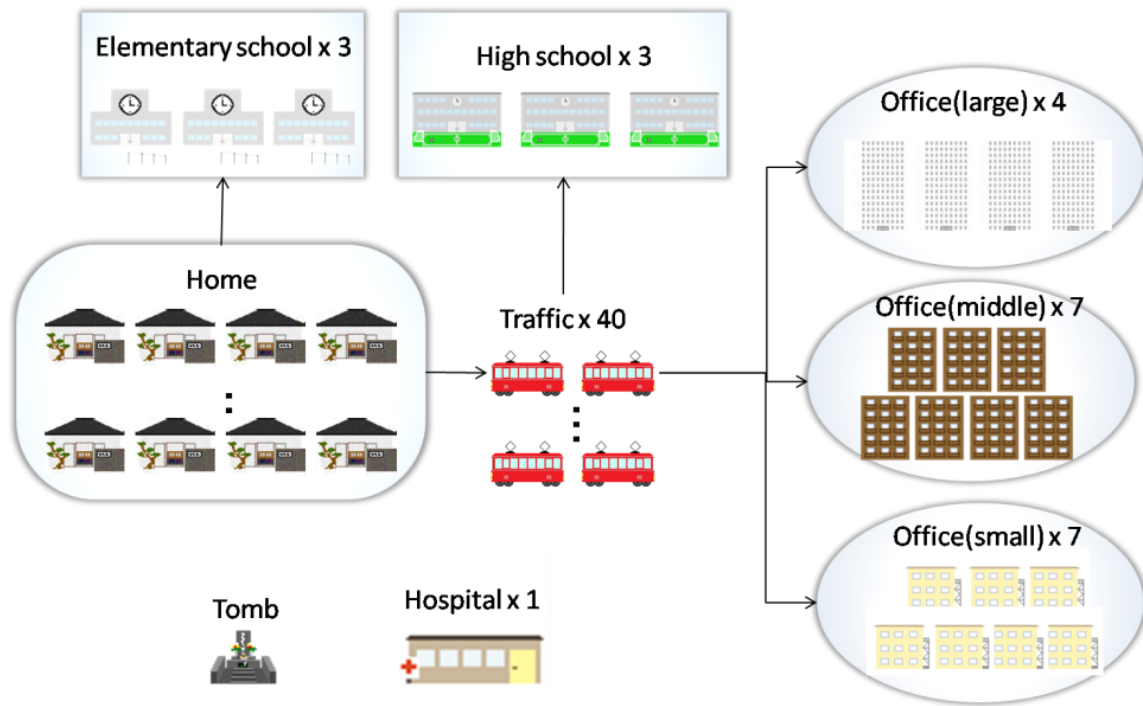 Elementary school x 3
High school x 3
Office(large) x 4
Home
Traffic x 40
Office(middle) x 7
Office(small) x 7
Tomb
Hospital x 1